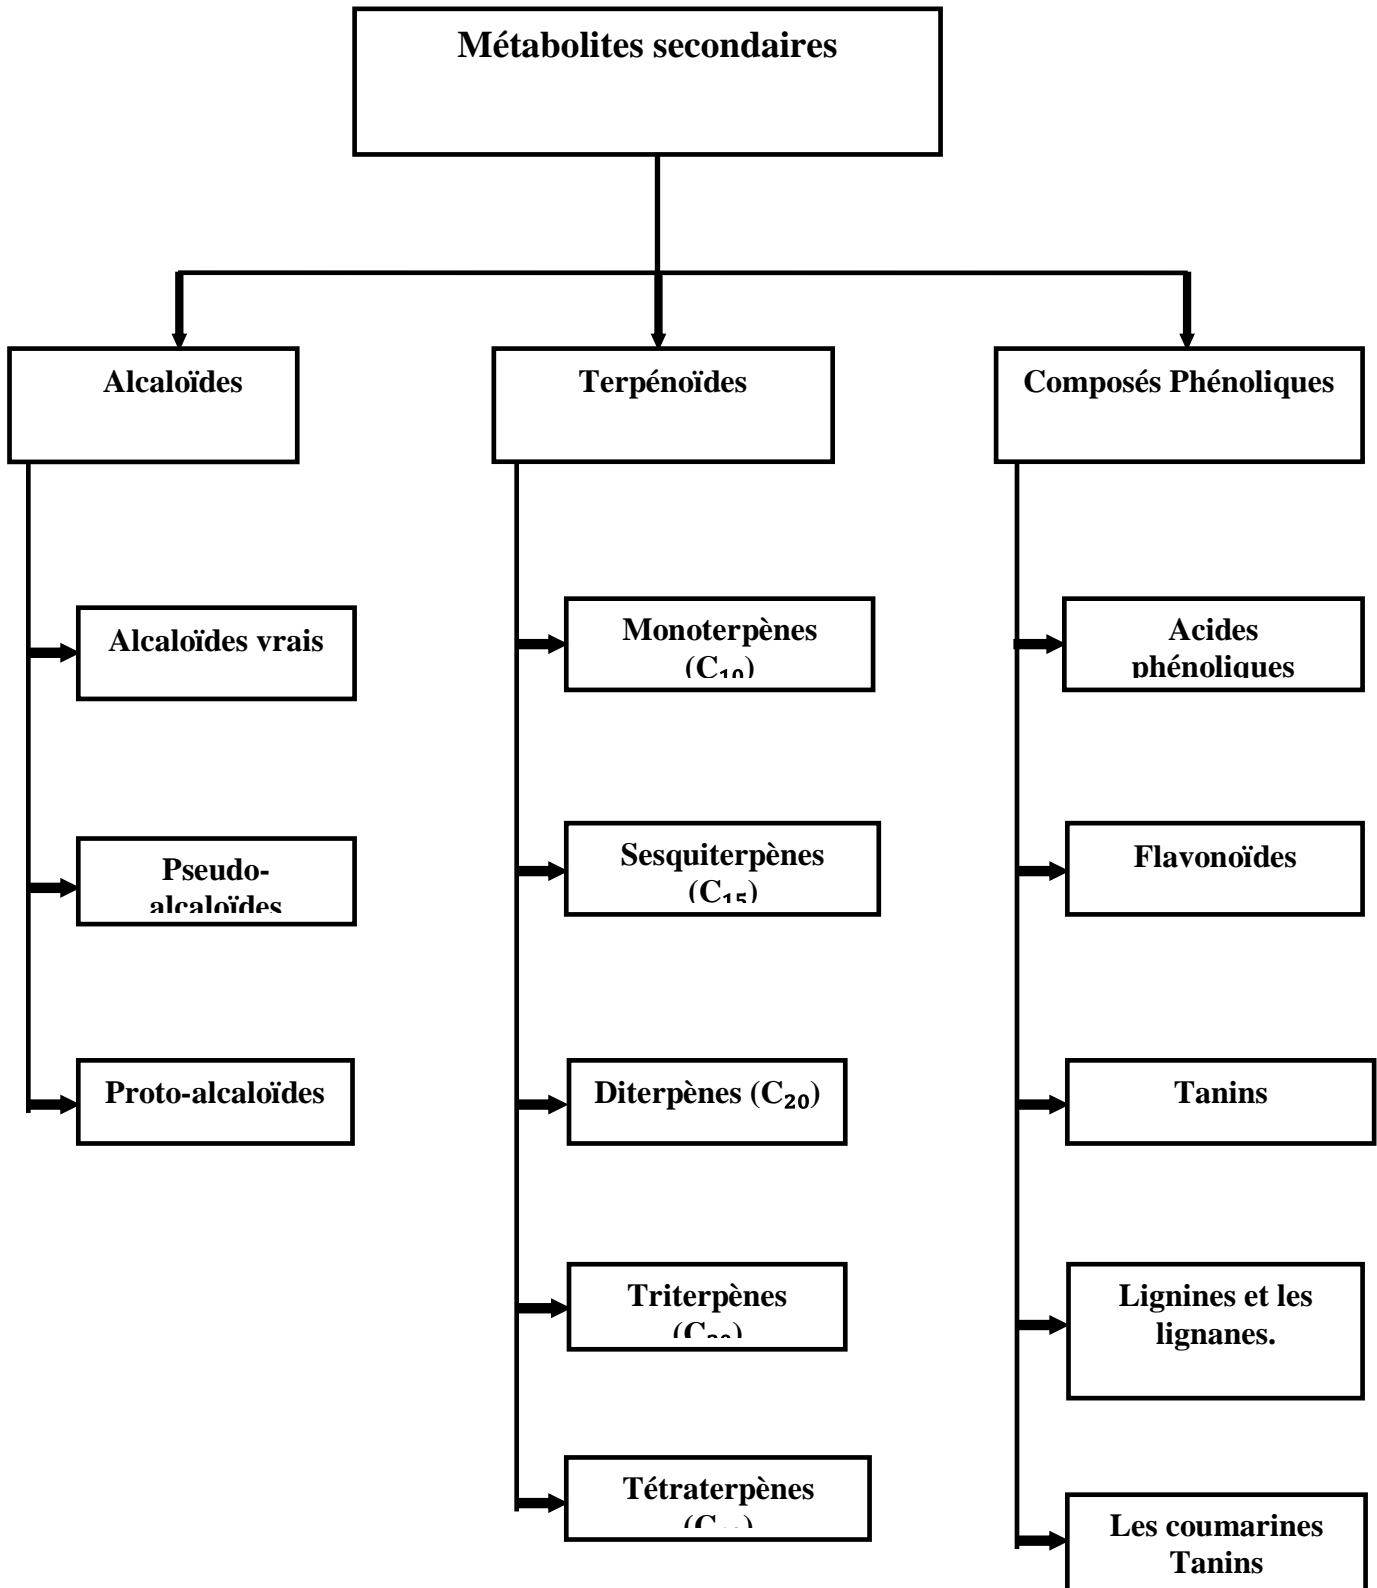 Métabolites secondaires
Alcaloïdes
Terpénoïdes
Composés Phénoliques
Alcaloïdes vrais
Pseudo-
alcaloïdes
Proto-alcaloïdes
Monoterpènes
(C₁₀)
Sesquiterpènes
(C₁₅)
Diterpènes (C₂₀)
Triterpènes
Tétraterpènes
Acides
phénoliques
Flavonoïdes
Tanins
Lignines et les
lignanes.
Les coumarines
Tanins